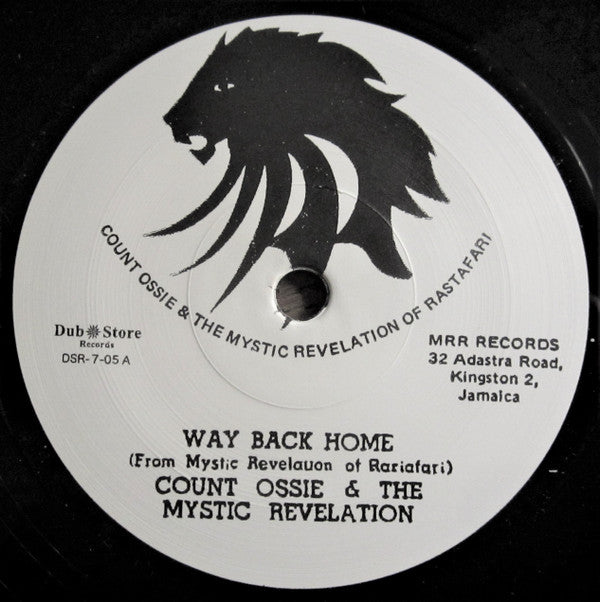 COUNT OSSIE & THE MYSTIC REVELATION OF RASTAFARI
Dub Store
Records
DSR-7-05 A
MRR RECORDS
32 Adastra Road,
Kingston 2,
Jamaica
WAY BACK HOME
(From Mystic Revelauon of Rariafari)
COUNT OSSIE & THE
MYSTIC REVELATION